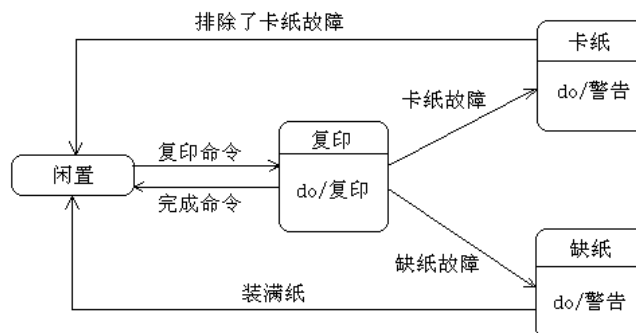 排除了卡纸故障
卡纸
do/警告
卡纸故障
复印命令
复印
闲置
do/复印
完成命令
缺纸故障
缺纸
do/警告
装满纸